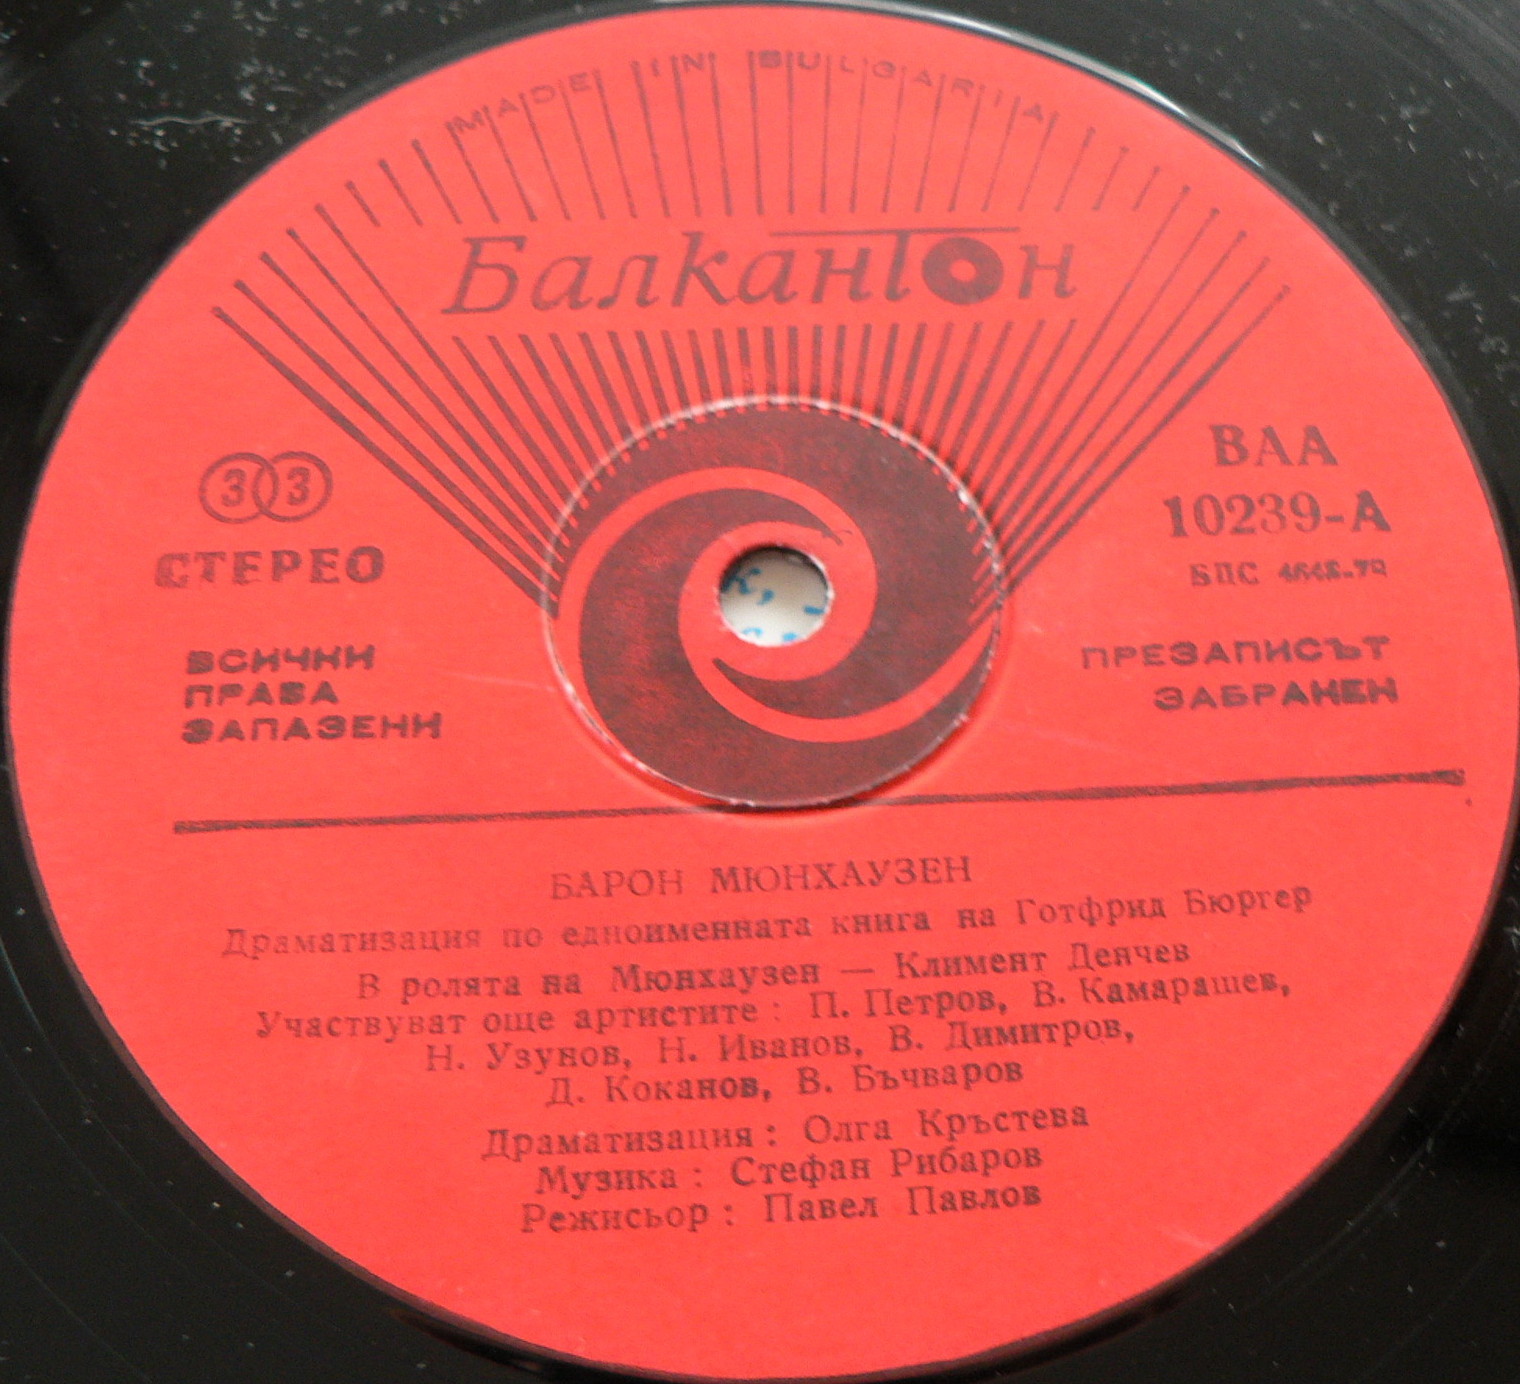 MADE IN BULGARIA
Балкантон
33
СТЕРЕО
ВАА
10239-А
БПС
ВСИЧКИ
ПРАВА
ЗАПАЗЕНИ
ПРЕЗАПИСЪТ
ЗАБРАНЕН
БАРОН МЮНХАУЗЕН
Драматизация по едноименната книга на Готфрид Бюргер
В ролята на Мюнхаузен — Климент Денчев
Участвуват още артистите: П. Петров, В. Камарашев,
Н. Узунов, Н. Иванов, В. Димитров,
Д. Коканов, В. Бъчваров
Драматизация: Олга Кръстева
Музика: Стефан Рибаров
Режисьор: Павел Павлов